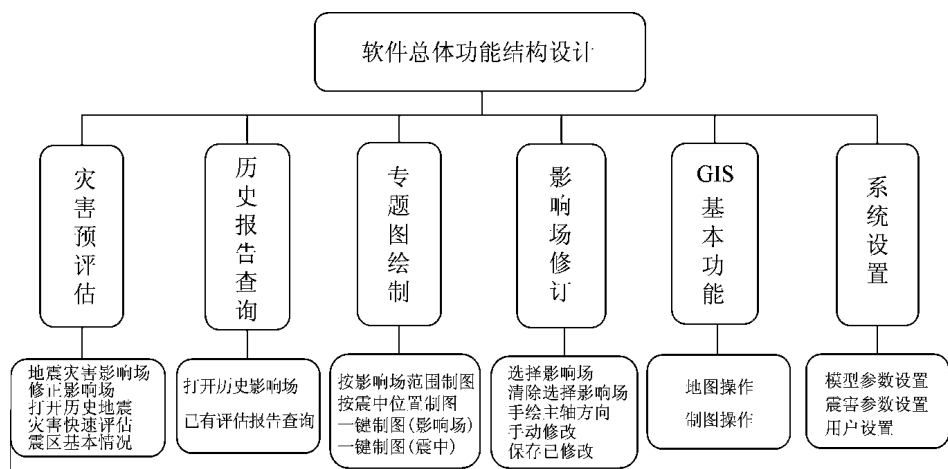 软件总体功能结构设计
灾害预评估
历史报告查询
专题图绘制
影响场修订
GIS基本功能
系统设置
地震灾害影响场
修正影响场
打开历史地震
灾害快速评估
震区基本情况
打开历史影响场
已有评估报告查询
按影响场范围制图
按震中位置制图
一键制图(影响场)
一键制图(震中)
选择影响场
清除选择影响场
手绘主轴方向
手动修改
保存已修改
地图操作
制图操作
模型参数设置
震害参数设置
用户设置